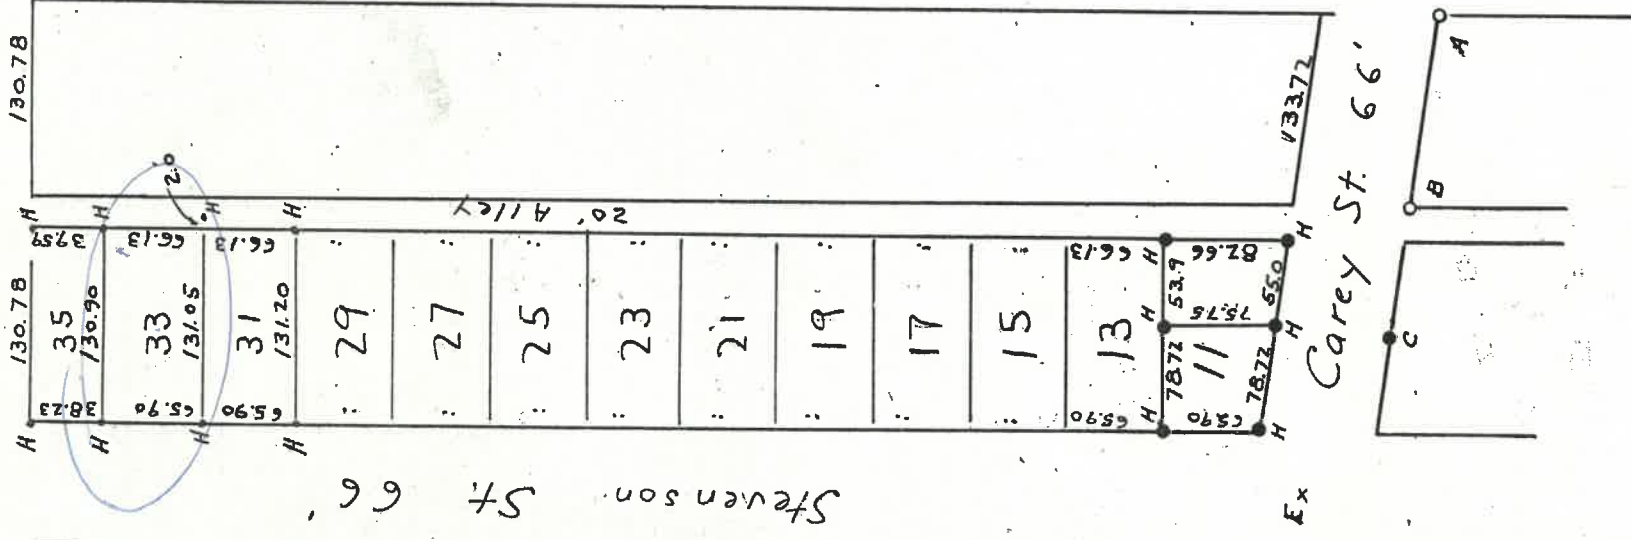 130.78
130.78
H
37.59
35
38.23
H
H
130.90
H
2.0
66.13
33
65.90
131.05
H
H
66.13
31
65.90
131.20
H
H
20' Alley
29
27
25
23
21
19
17
15
66.13
13
65.90
H
53.9
H
78.72
H
82.66
75.75
11
65.90
55.0
78.72
H
H
H
133.72
Stevenson St. 66'
Carey St. 66'
Ex
A
B
C